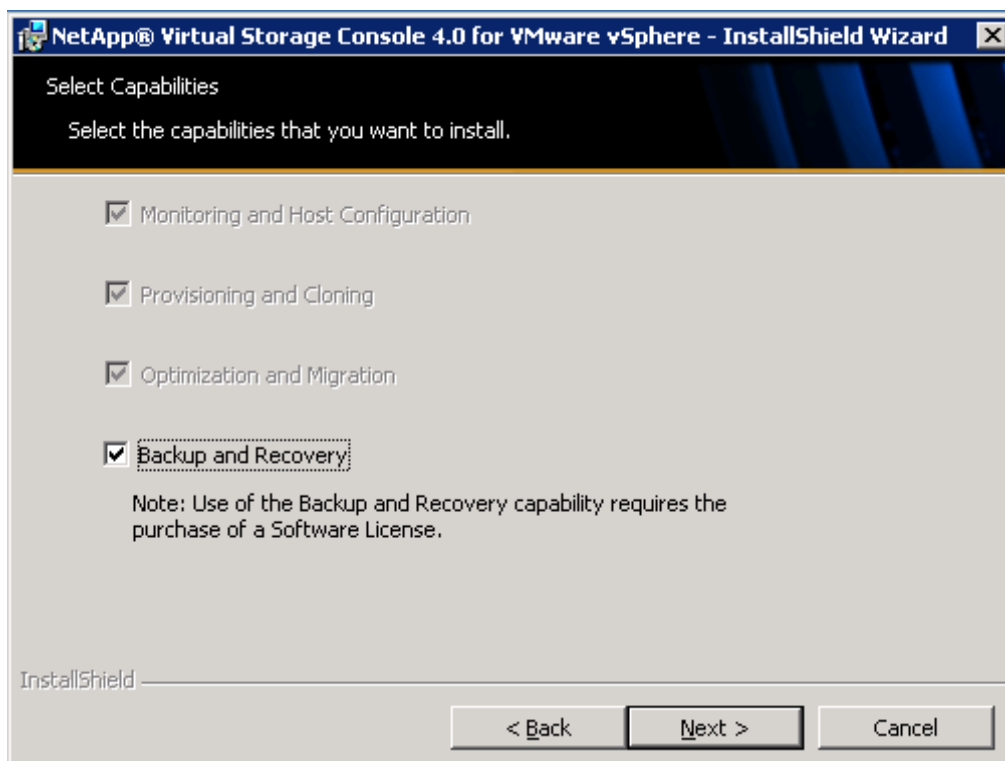 NetApp® Virtual Storage Console 4.0 for VMware vSphere - InstallShield Wizard
Select Capabilities
Select the capabilities that you want to install.
Monitoring and Host Configuration
Provisioning and Cloning
Optimization and Migration
Backup and Recovery
Note: Use of the Backup and Recovery capability requires the
purchase of a Software License.
InstallShield
< Back Next > Cancel